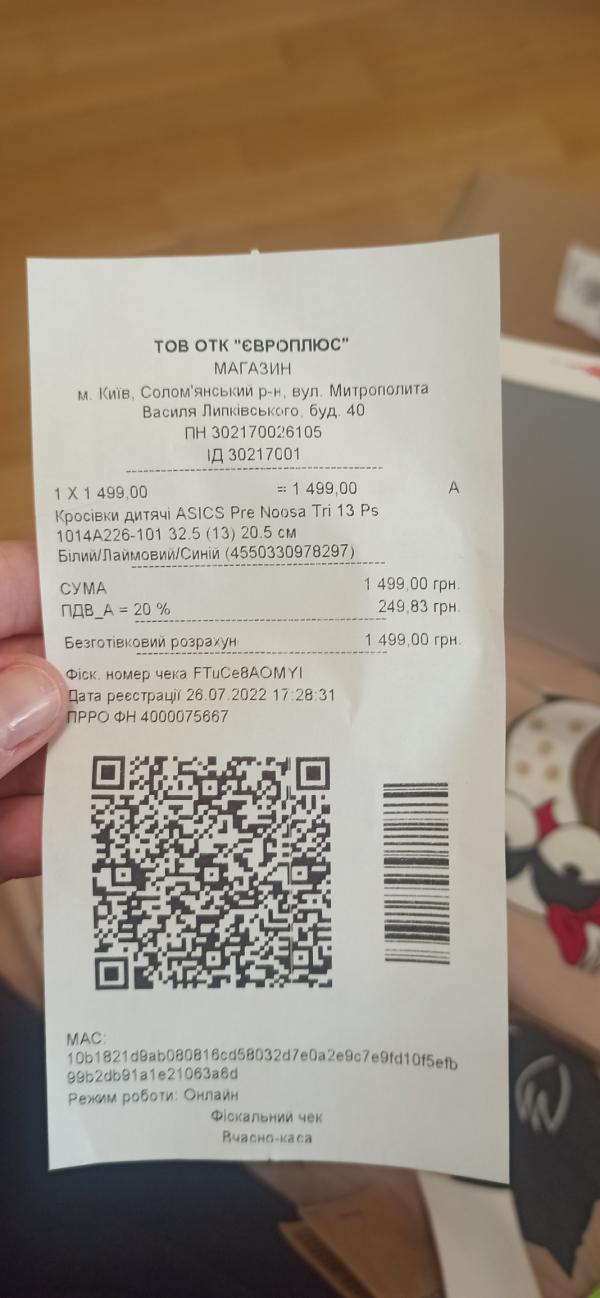 ТОВ ОТК "ЄВРОПЛЮС"
МАГАЗИН
м. Київ, Солом'янський р-н, вул. Митрополита
Василя Липківського, буд. 40
ПН 302170026105
ІД 30217001
1 X 1 499,00 = 1 499,00 А
Кросівки дитячі ASICS Pre Noosa Tri 13 Ps
1014A226-101 32.5 (13) 20.5 см
Білий/Лаймовий/Синій (4550330978297)
СУМА 1 499,00 грн.
ПДВ_А = 20 % 249,83 грн.
Безготівковий розрахун 1 499,00 грн.
Фіск. номер чека FTuCe8AOMYI
Дата реєстрації 26.07.2022 17:28:31
ПРРО ФН 4000075667
МАС:
10b1821d9ab080816cd58032d7e0a2e9c7e9fd10f5efb
99b2db91a1e21063a6d
Режим роботи: Онлайн
Фіскальний чек
Вчасно-каса